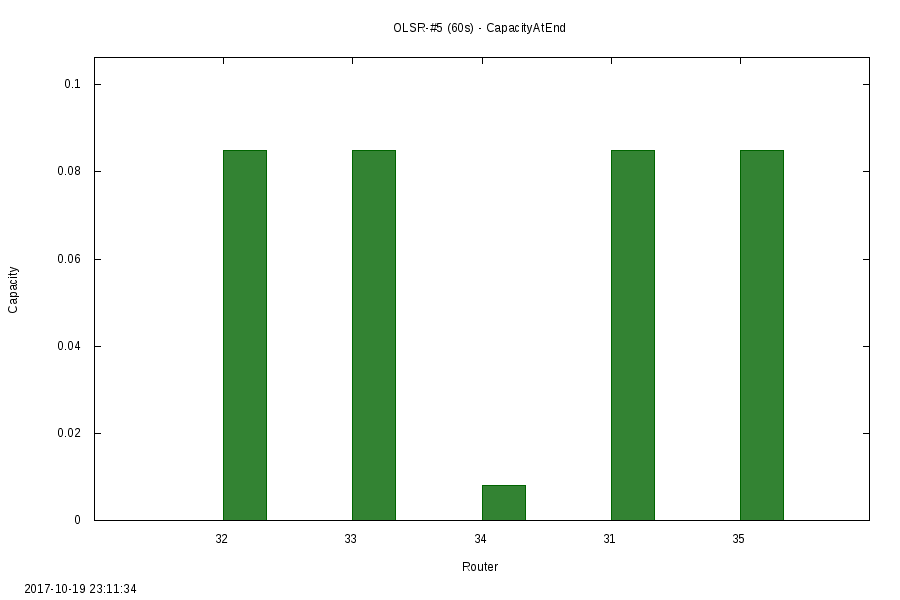 OLSR-#5 (60s) - CapacityAtEnd
0.1
0.08
0.06
0.04
0.02
0
Capacity
32 33 34 31 35
Router
2017-10-19 23:11:34